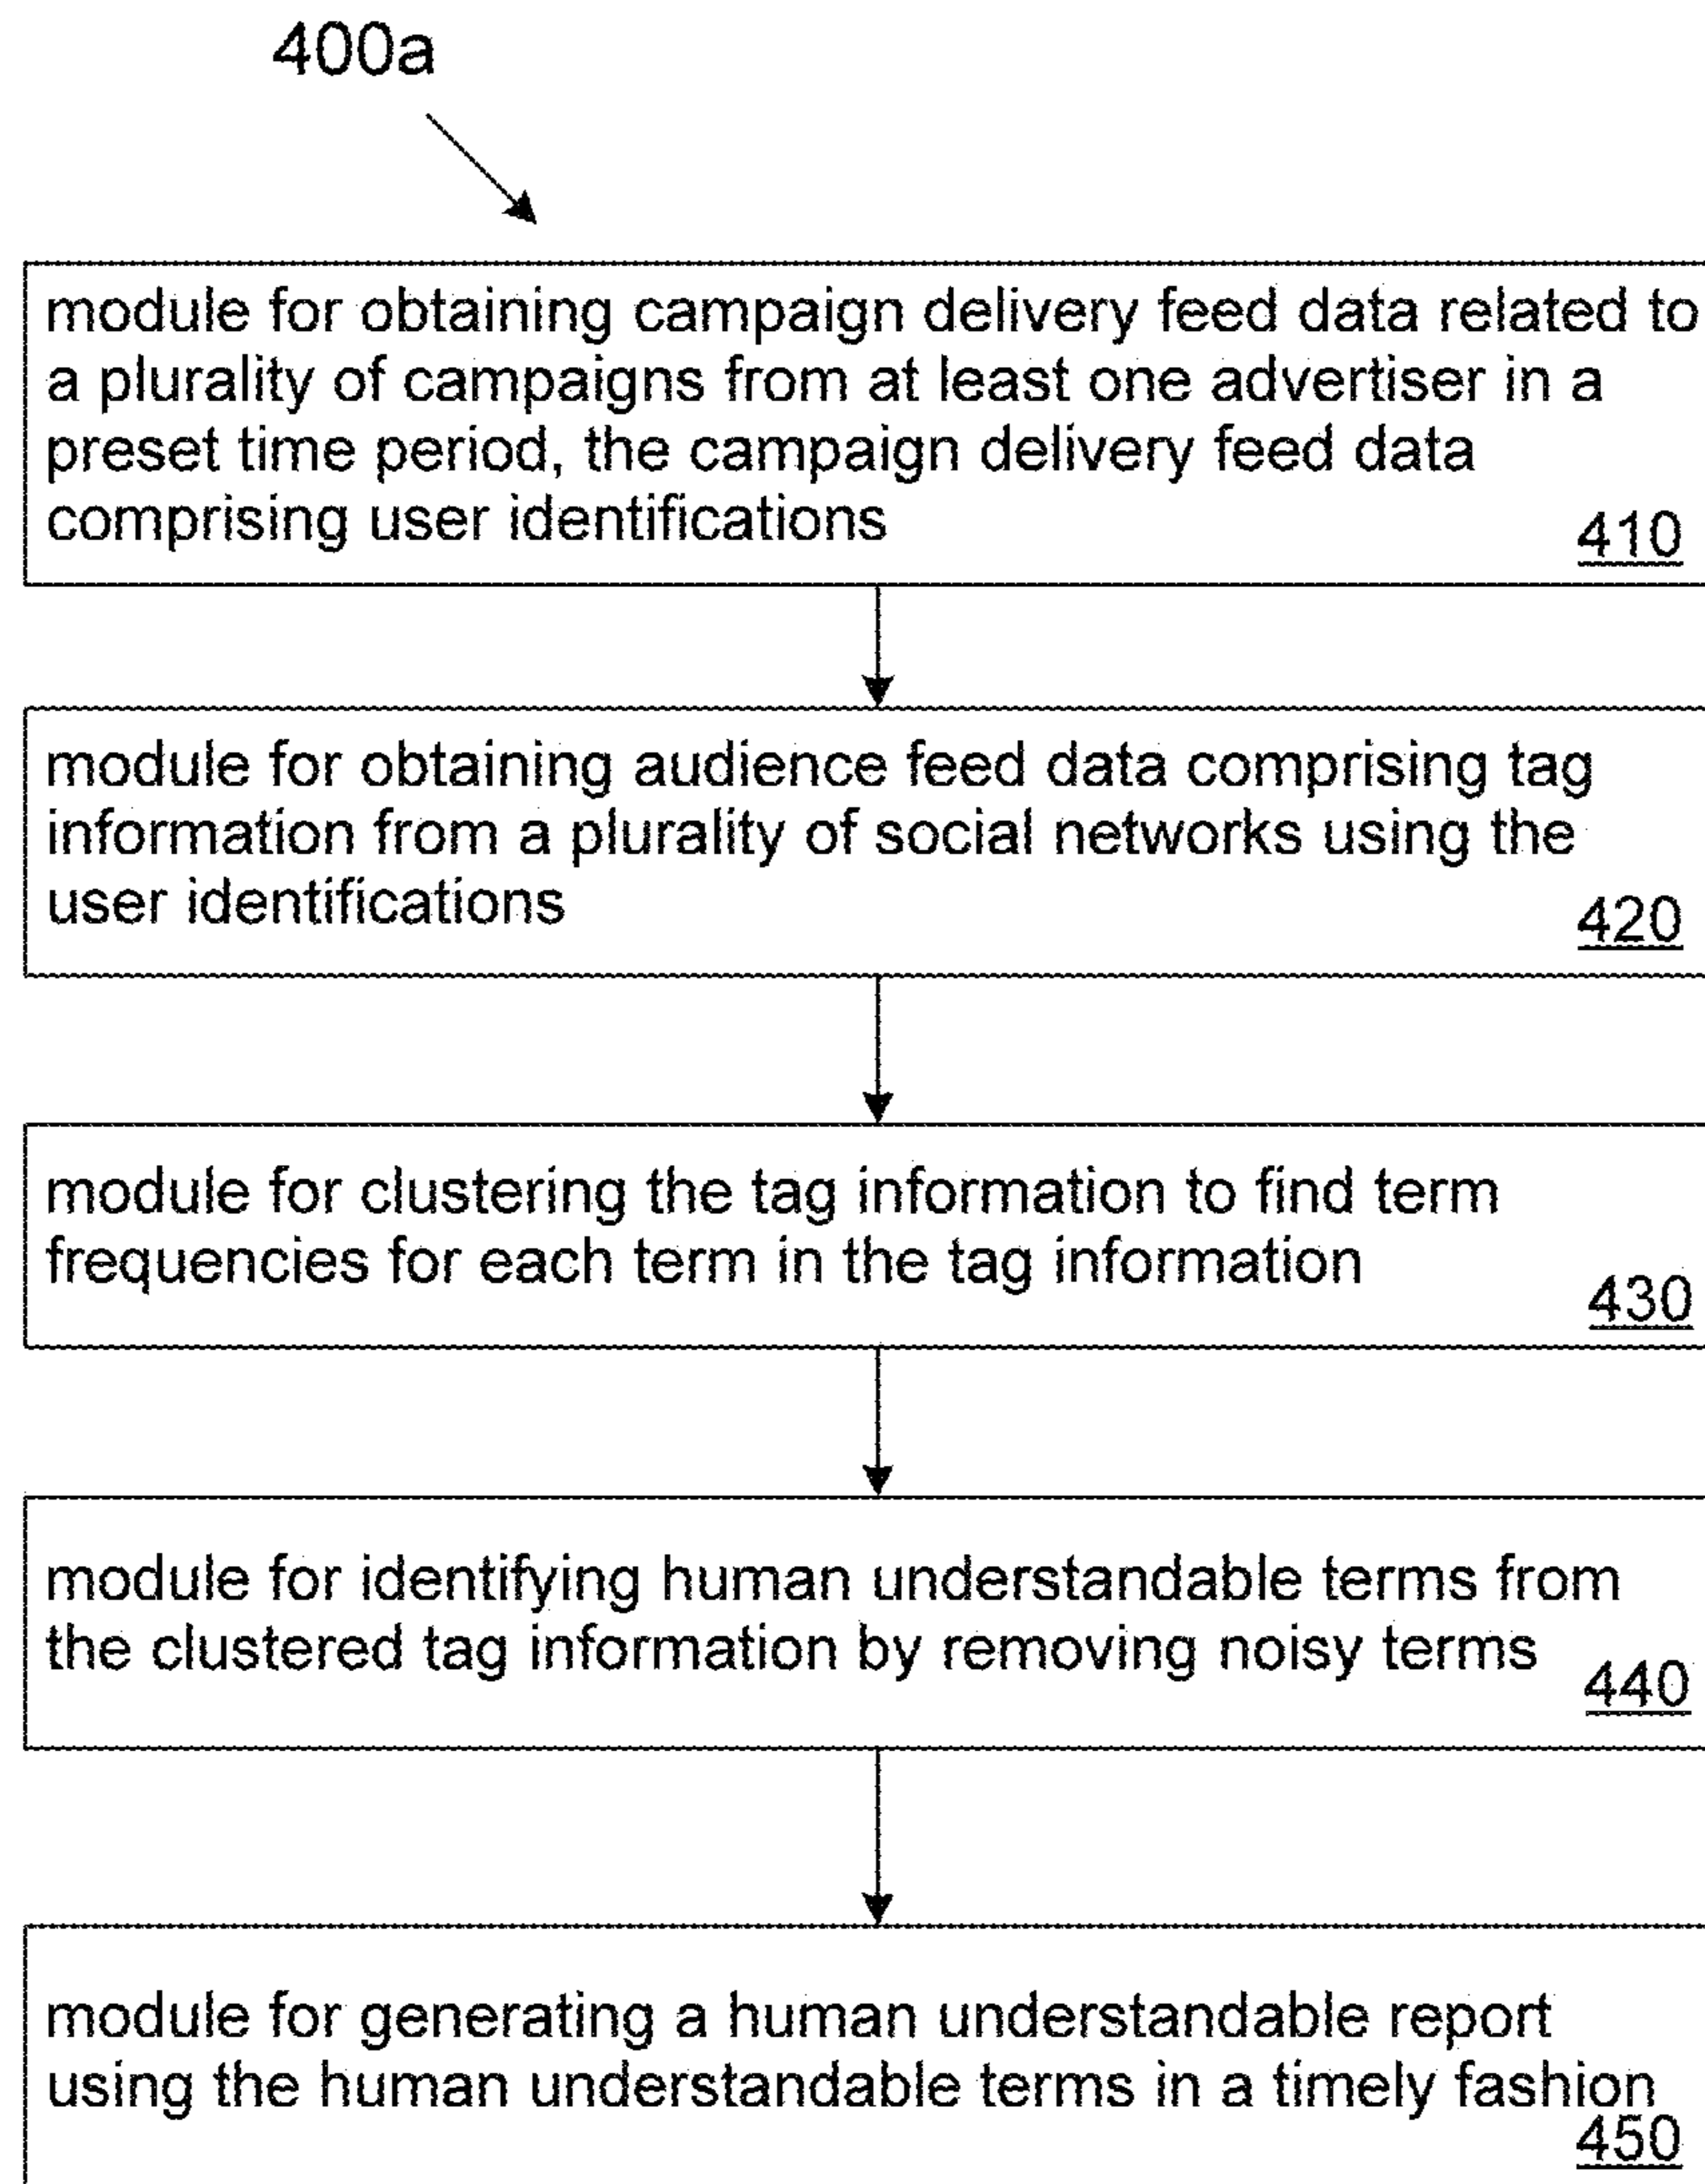 400a
module for obtaining campaign delivery feed data related to
a plurality of campaigns from at least one advertiser in a
preset time period, the campaign delivery feed data
comprising user identifications
410
module for obtaining audience feed data comprising tag
information from a plurality of social networks using the
user identifications
420
module for clustering the tag information to find term
frequencies for each term in the tag information
430
module for identifying human understandable terms from
the clustered tag information by removing noisy terms
440
module for generating a human understandable report
using the human understandable terms in a timely fashion
450